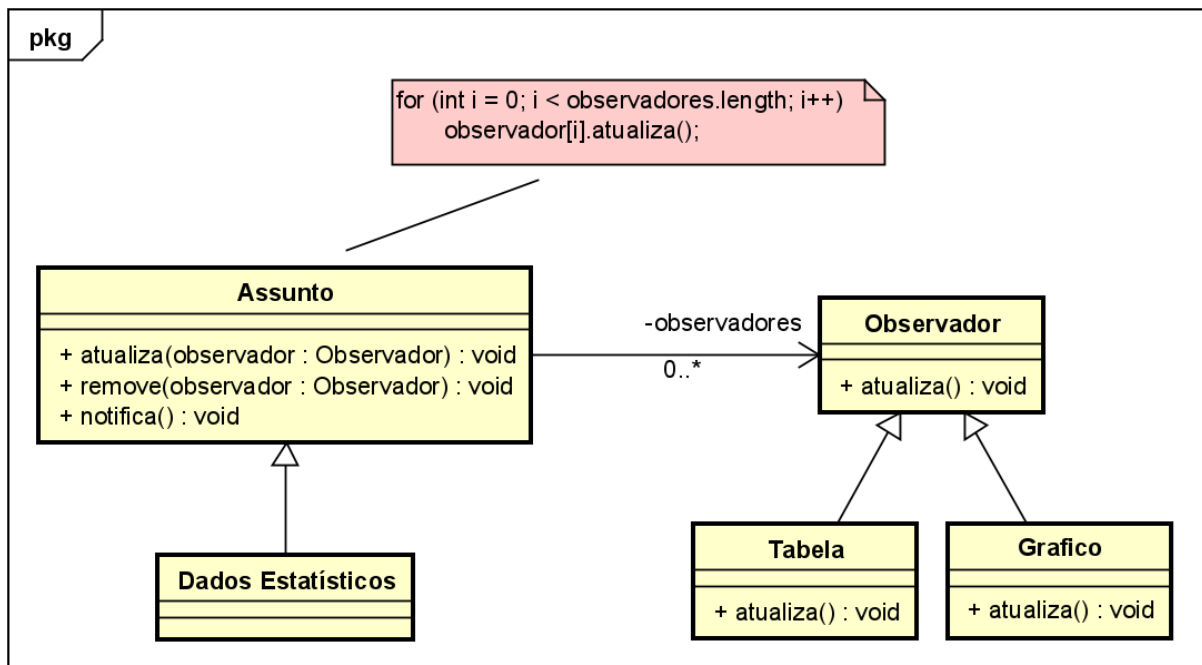 pkg
for (int i = 0; i < observadores.length; i++)
observador[i].atualiza();
Assunto
+ atualiza(observador : Observador) : void
+ remove(observador : Observador) : void
+ notifica() : void
-observadores
0..*
Observador
+ atualiza() : void
Dados Estatísticos
Tabela
+ atualiza() : void
Grafico
+ atualiza() : void